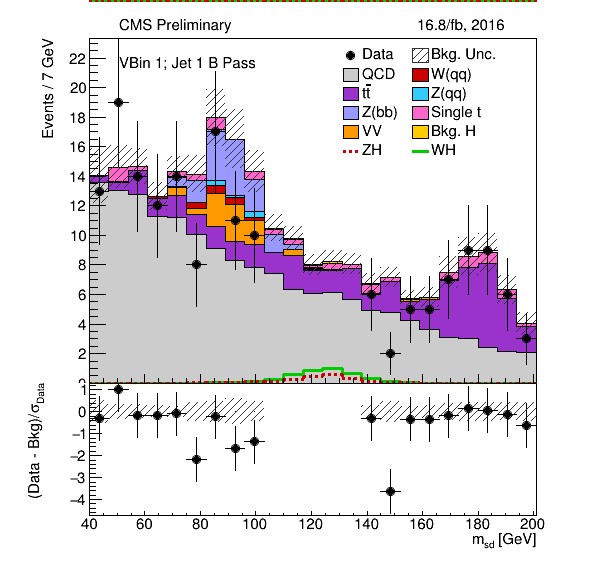 CMS Preliminary 16.8/fb, 2016
Events / 7 GeV
VBin 1; Jet 1 B Pass
Data Bkg. Unc.
QCD W(qq)
tt̄ Z(qq)
Z(bb) Single t
VV Bkg. H
ZH WH
22
20
18
16
14
12
10
8
6
4
2
(Data - Bkg)/σData
1
0
−1
−2
−3
−4
40 60 80 100 120 140 160 180 200
msd [GeV]